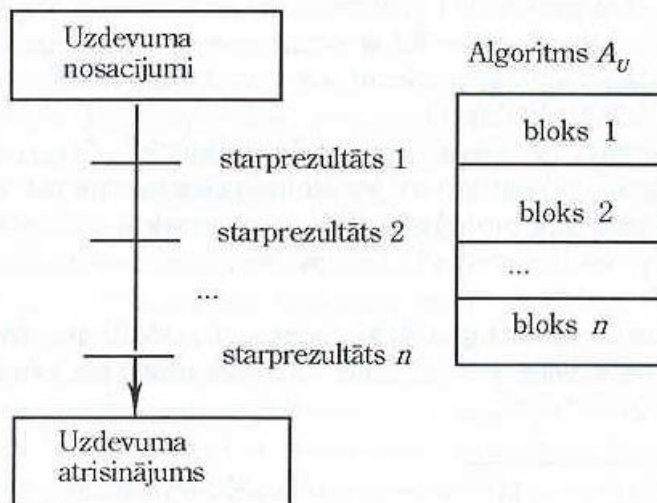 Uzdevuma
nosacījumi
starprezultāts 1
starprezultāts 2
...
starprezultāts n
Uzdevuma
atrisinājums
Algoritms A_U
bloks 1
bloks 2
...
bloks n